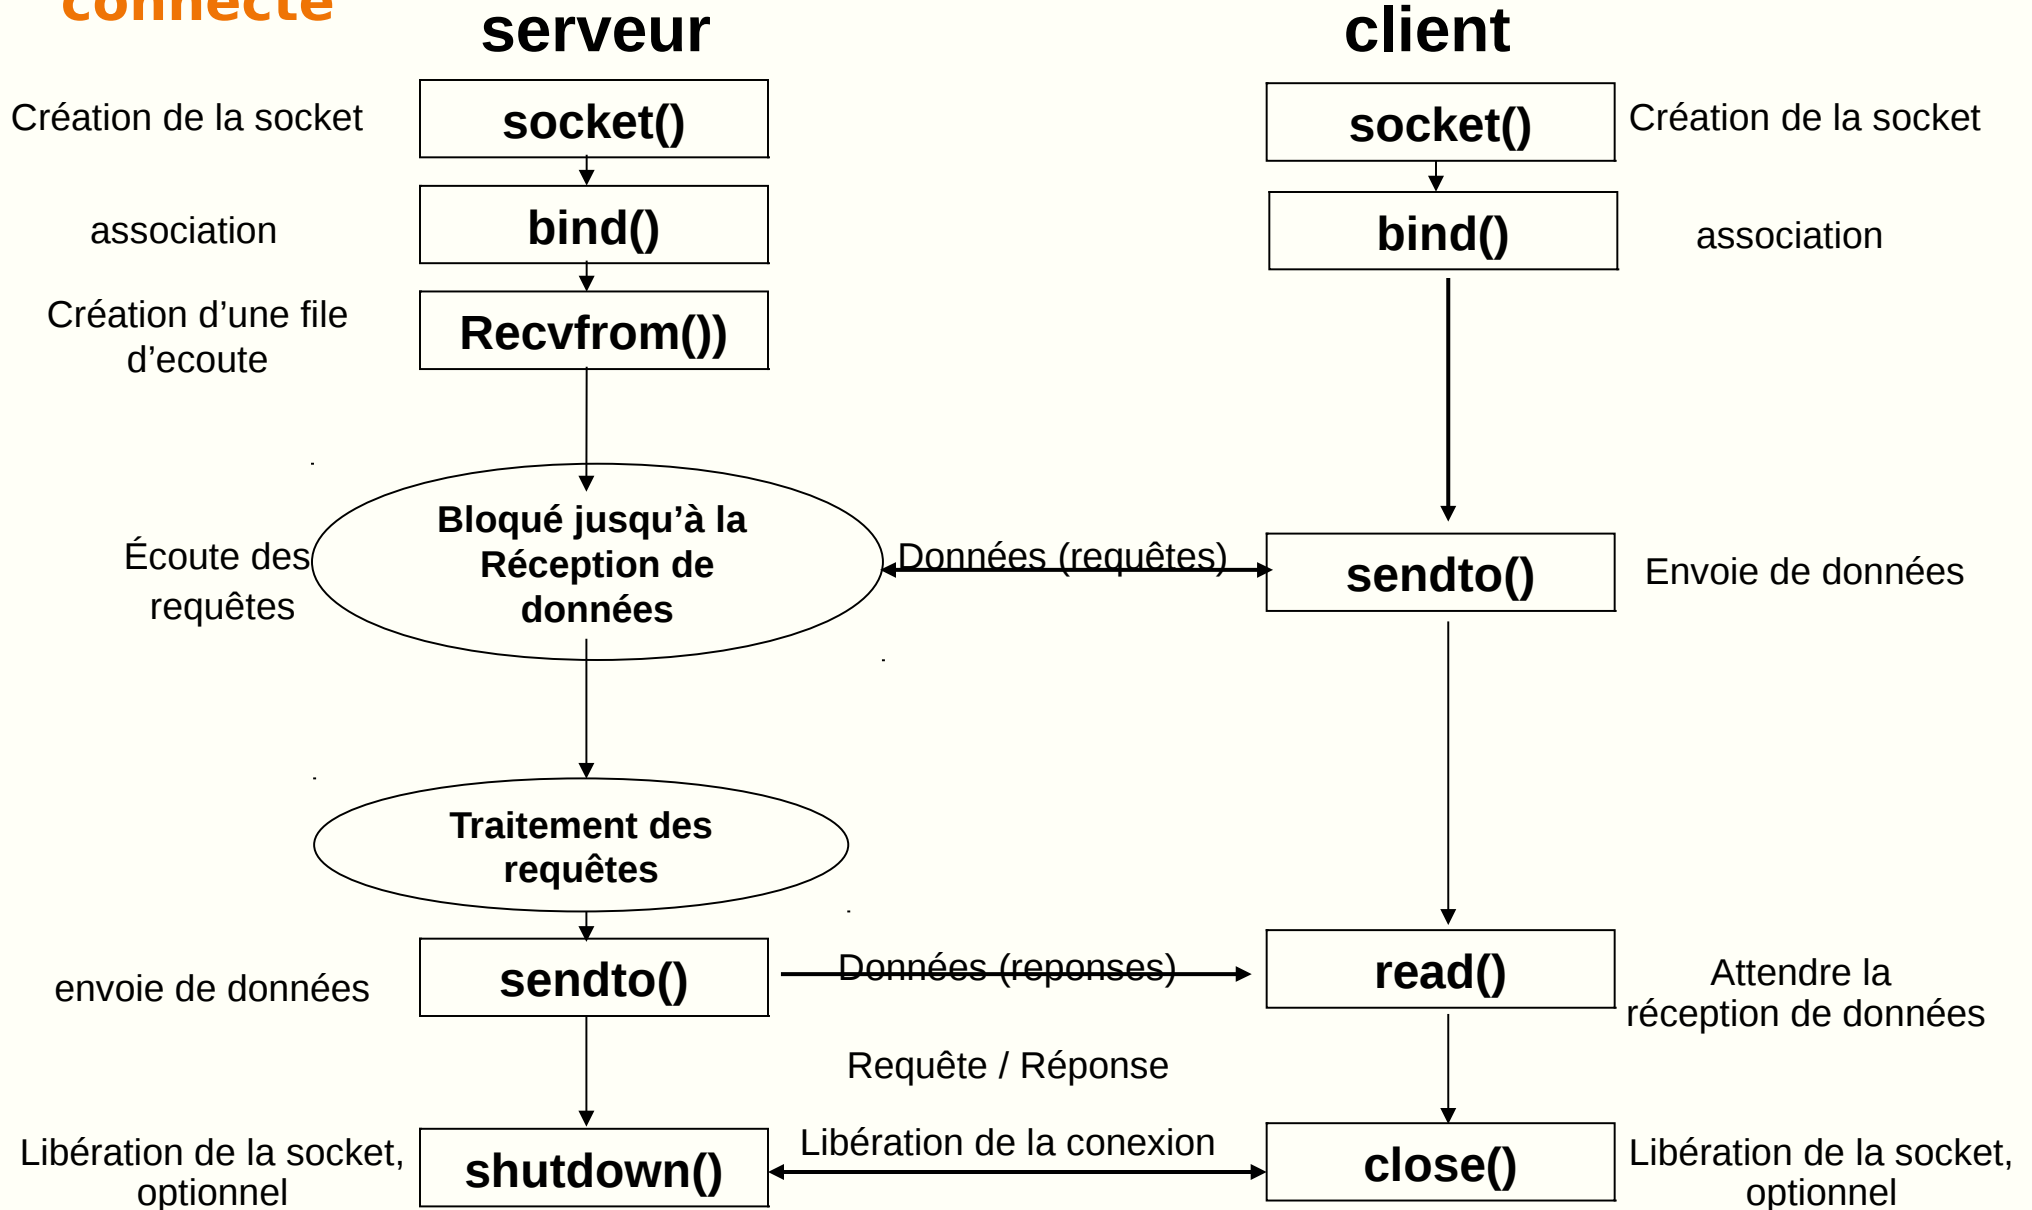 connecté
serveur
client
Création de la socket
socket()
socket()
Création de la socket
association
bind()
bind()
association
Création d’une file
d’ecoute
Recvfrom())
Écoute des
requêtes
Bloqué jusqu’à la
Réception de
données
Données (requêtes)
sendto()
Envoie de données
Traitement des
requêtes
envoie de données
sendto()
Données (reponses)
read()
Attendre la
réception de données
Requête / Réponse
Libération de la socket,
optionnel
shutdown()
Libération de la conexion
close()
Libération de la socket,
optionnel